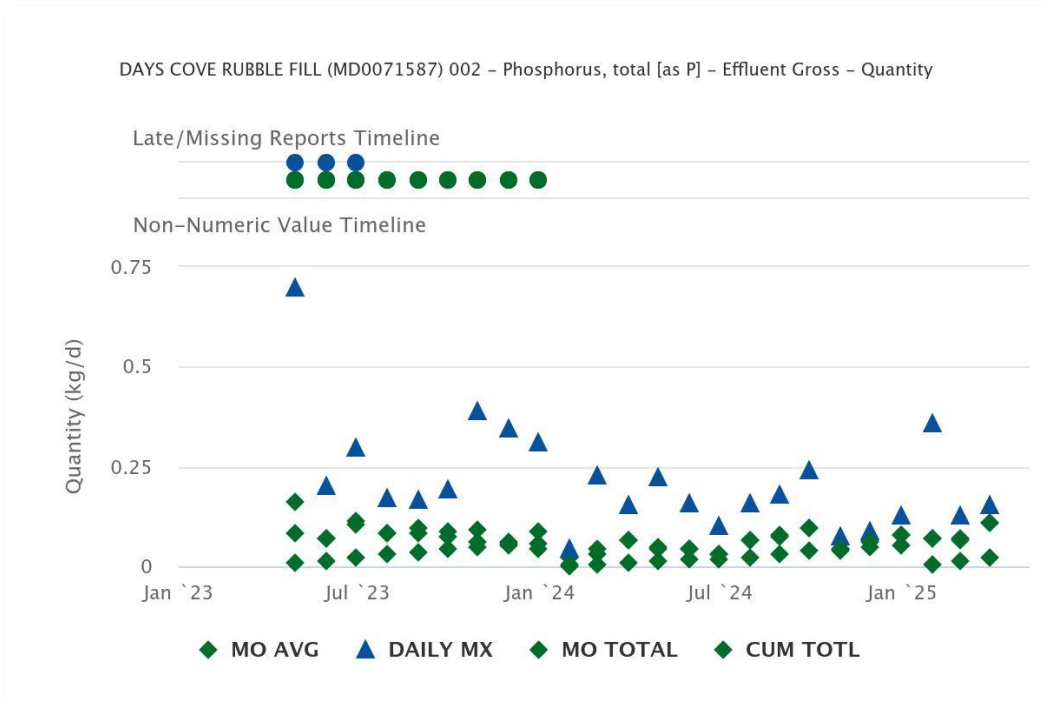 DAYS COVE RUBBLE FILL (MD0071587) 002 – Phosphorus, total [as P] – Effluent Gross – Quantity
Late/Missing Reports Timeline
Non-Numeric Value Timeline
0.75
0.5
0.25
0
Quantity (kg/d)
Jan `23
Jul `23
Jan `24
Jul `24
Jan `25
MO AVG
DAILY MX
MO TOTAL
CUM TOTL